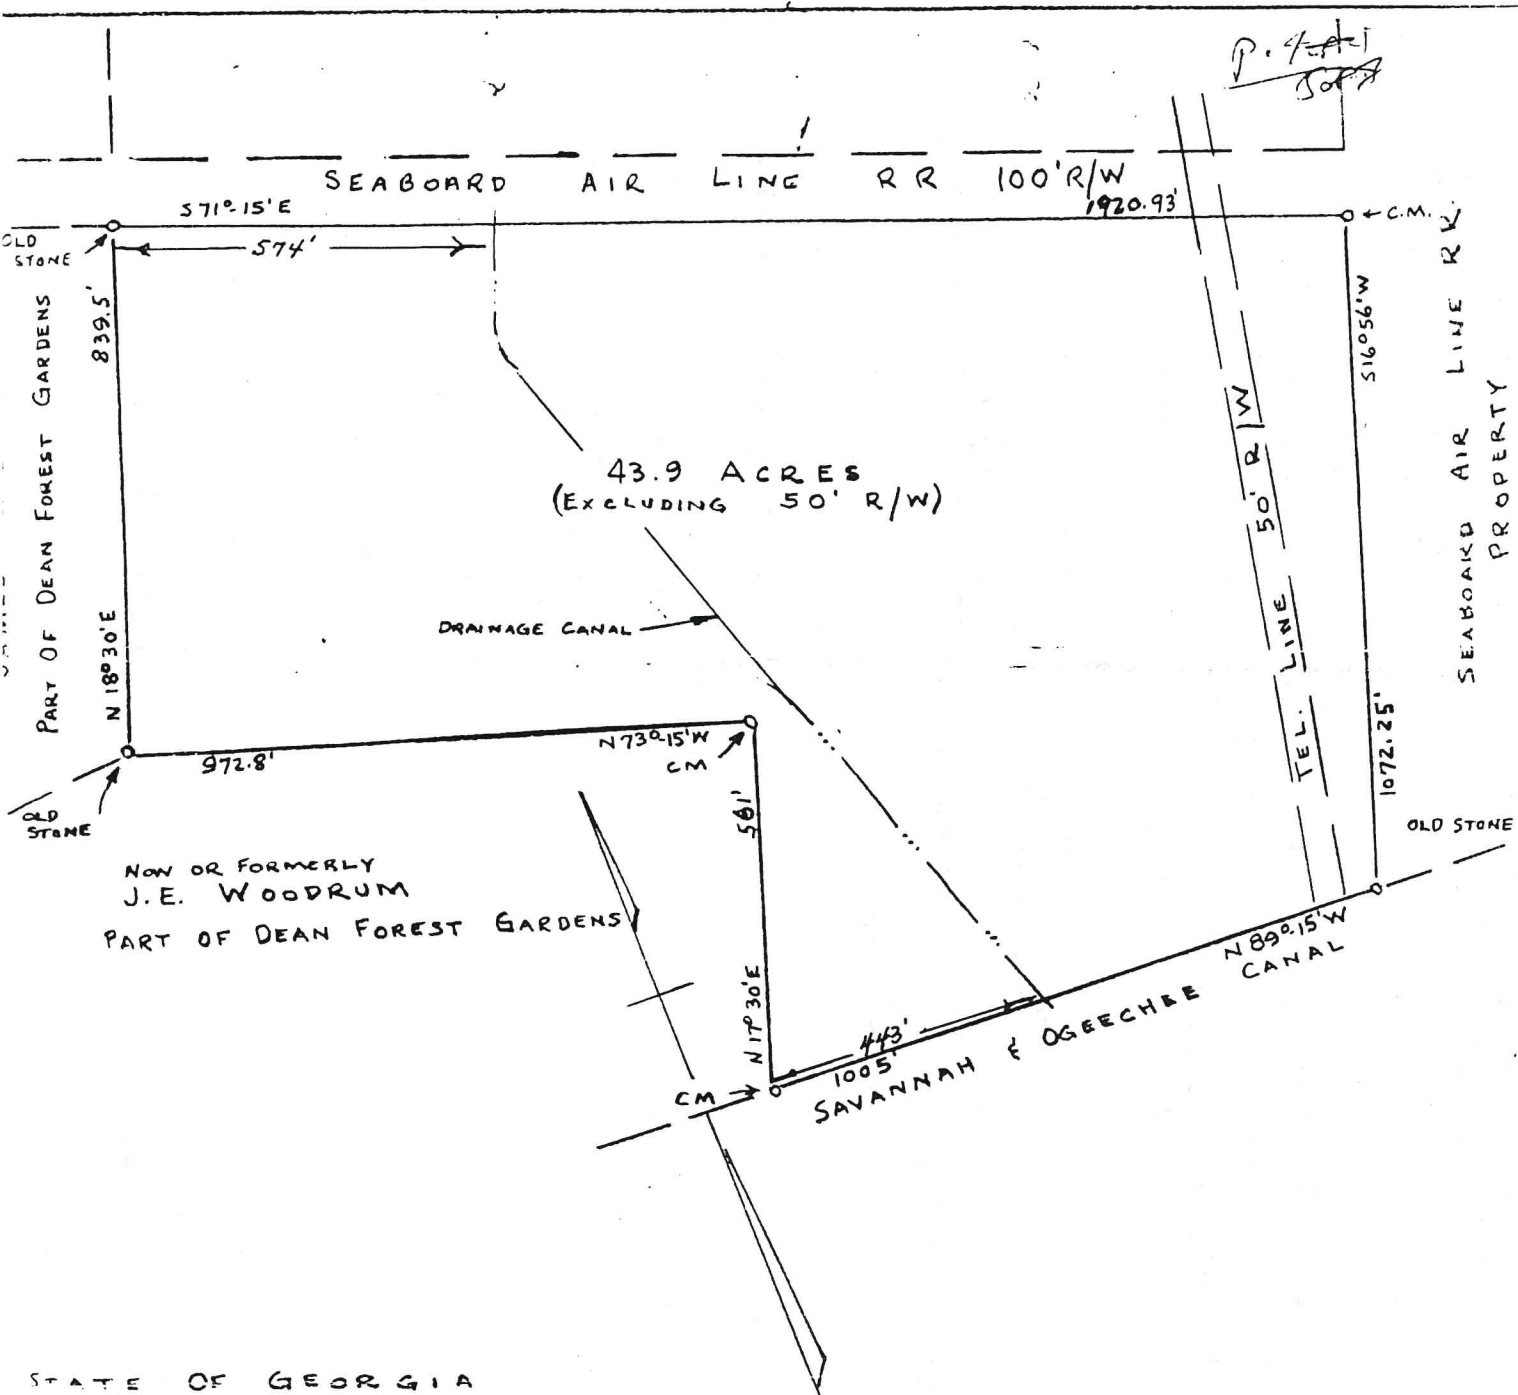 SEABOARD AIR LINE RR 100' R/W
S71°-15'E
1920.93'
574'
C.M.
OLD
STONE
839.5'
N 18°30'E
PART OF DEAN FOREST GARDENS
S16°56'W
1072.25'
SEABOARD AIR LINE RR.
PROPERTY
43.9 ACRES
(EXCLUDING 50' R/W)
TEL. LINE 50' R/W
DRAINAGE CANAL
N73°-15'W
972.8'
CM
OLD
STONE
561'
N 17°30'E
NOW OR FORMERLY
J.E. WOODRUM
PART OF DEAN FOREST GARDENS
OLD STONE
N 89°-15'W
CANAL
443'
1005'
SAVANNAH & OGEECHEE
CM
STATE OF GEORGIA